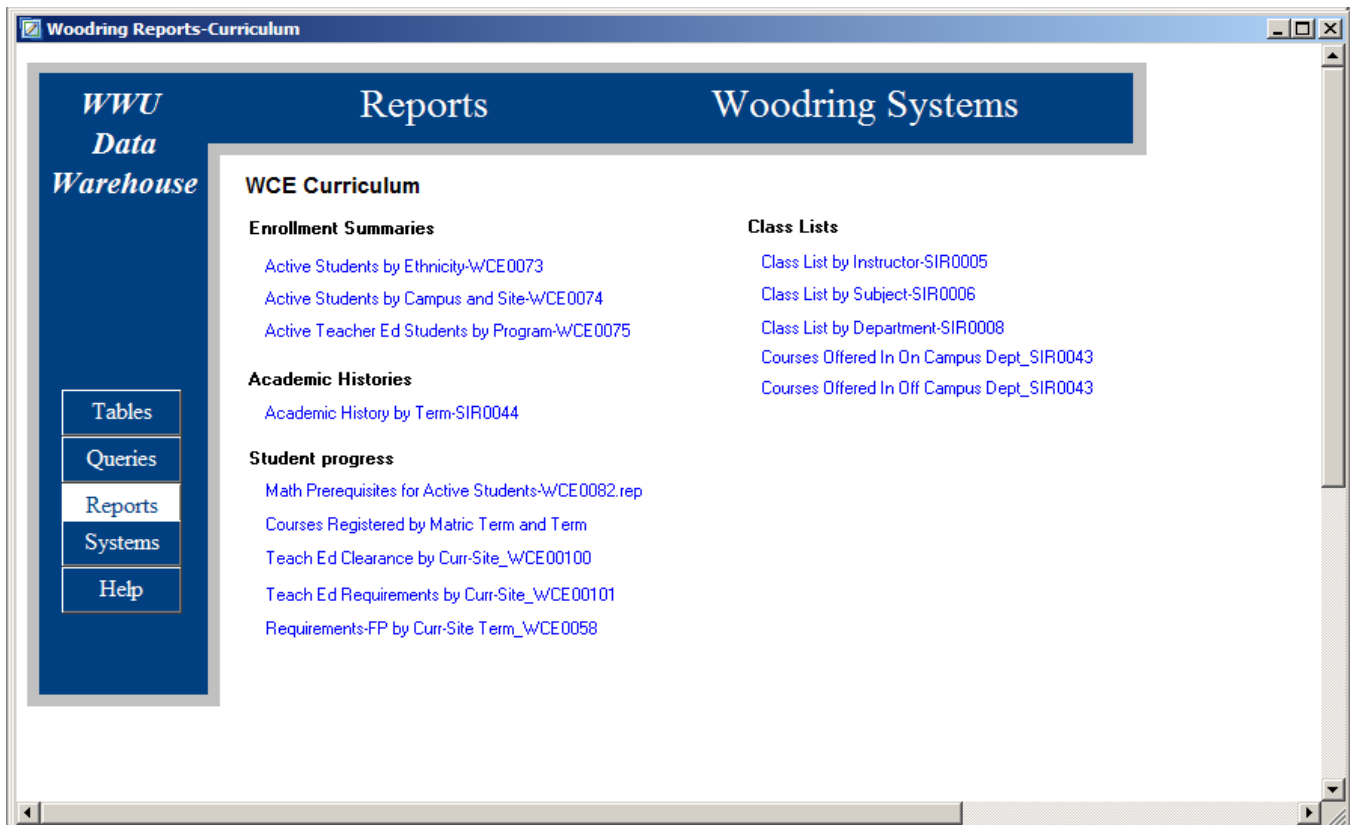 Woodring Reports-Curriculum
WWU
Data
Warehouse
Reports
Woodring Systems
Tables
Queries
Reports
Systems
Help
WCE Curriculum
Enrollment Summaries
Active Students by Ethnicity-WCE0073
Active Students by Campus and Site-WCE0074
Active Teacher Ed Students by Program-WCE0075
Academic Histories
Academic History by Term-SIR0044
Student progress
Math Prerequisites for Active Students-WCE0082.rep
Courses Registered by Matric Term and Term
Teach Ed Clearance by Curr-Site_WCE00100
Teach Ed Requirements by Curr-Site_WCE00101
Requirements-FP by Curr-Site Term_WCE0058
Class Lists
Class List by Instructor-SIR0005
Class List by Subject-SIR0006
Class List by Department-SIR0008
Courses Offered In On Campus Dept_SIR0043
Courses Offered In Off Campus Dept_SIR0043